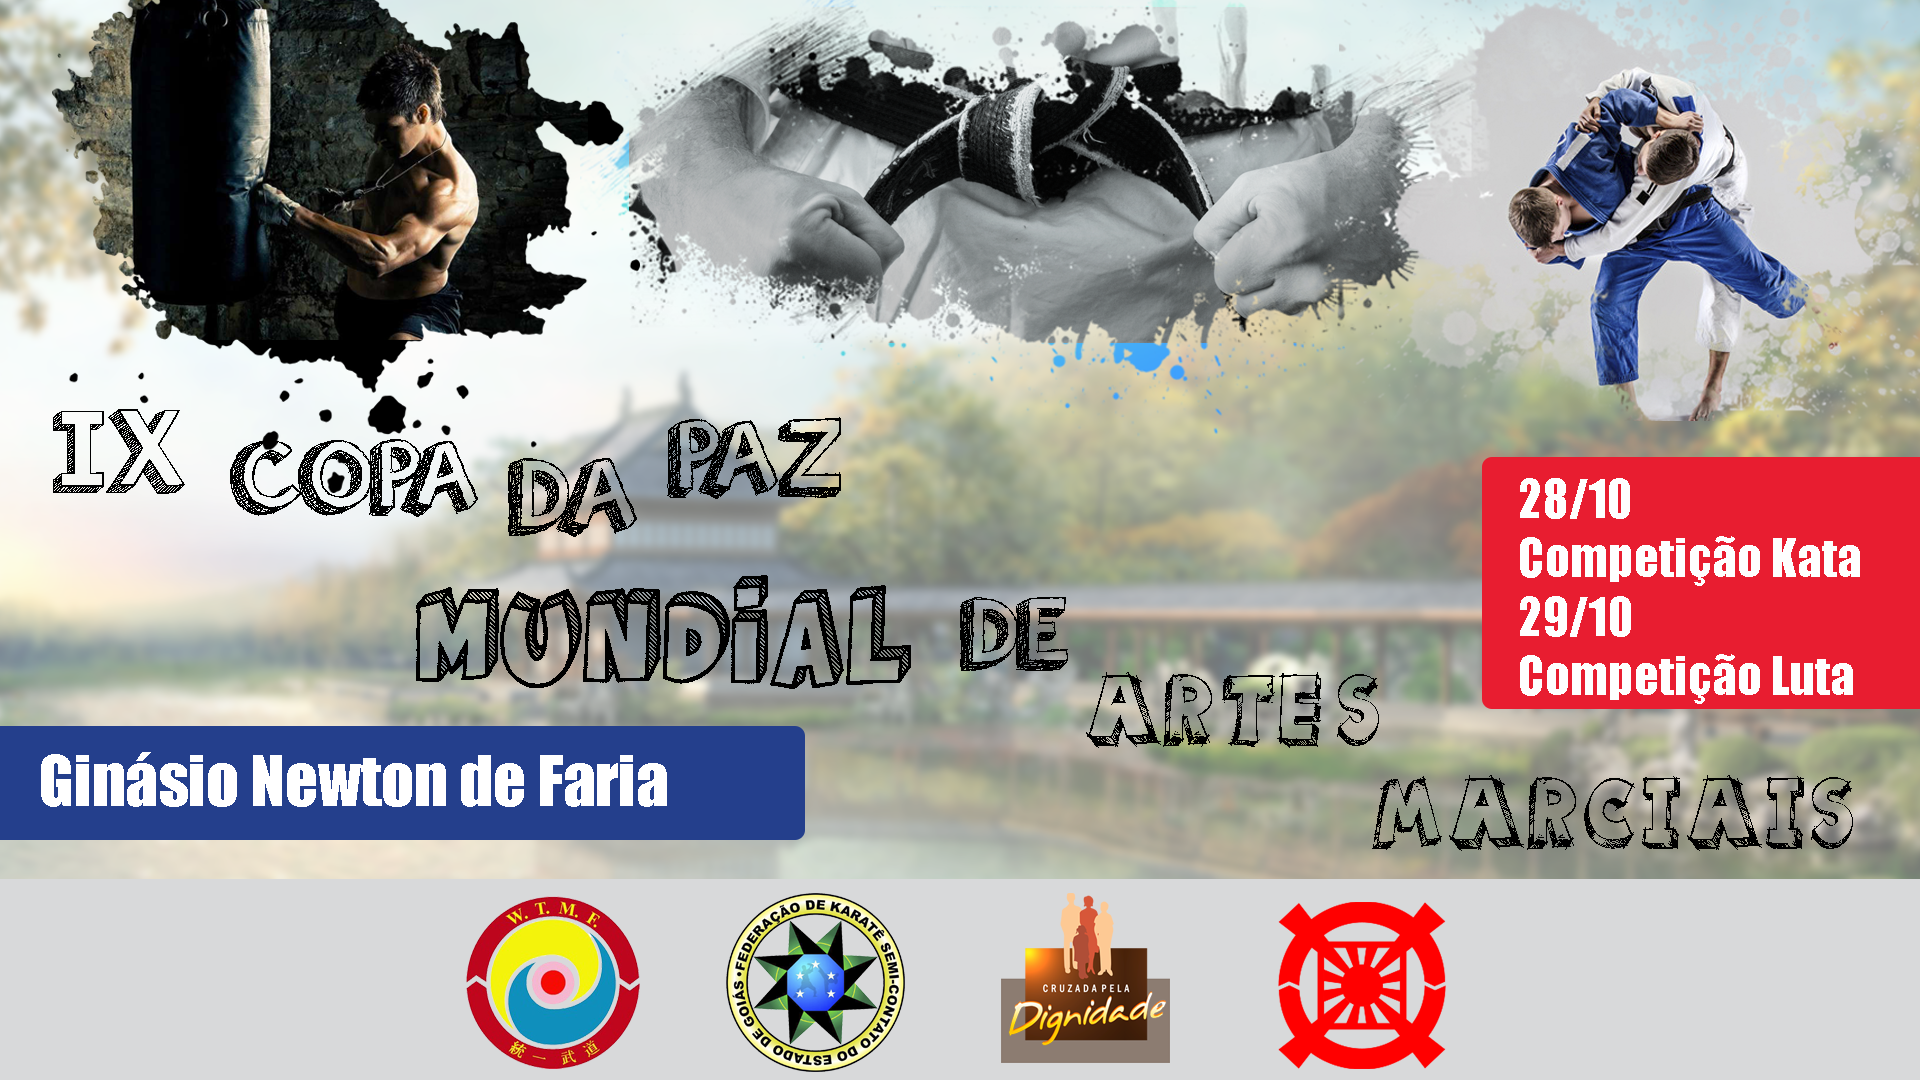 IX COPA DA PAZ
MUNDIAL DE
ARTES
MARCIAIS
28/10
Competição Kata
29/10
Competição Luta
Ginásio Newton de Faria
W. T. M. F.
統一武道
FEDERAÇÃO DE KARATÊ SEMI-CONTATO DO ESTADO DE GOIÁS •
CRUZADA PELA
Dignidade